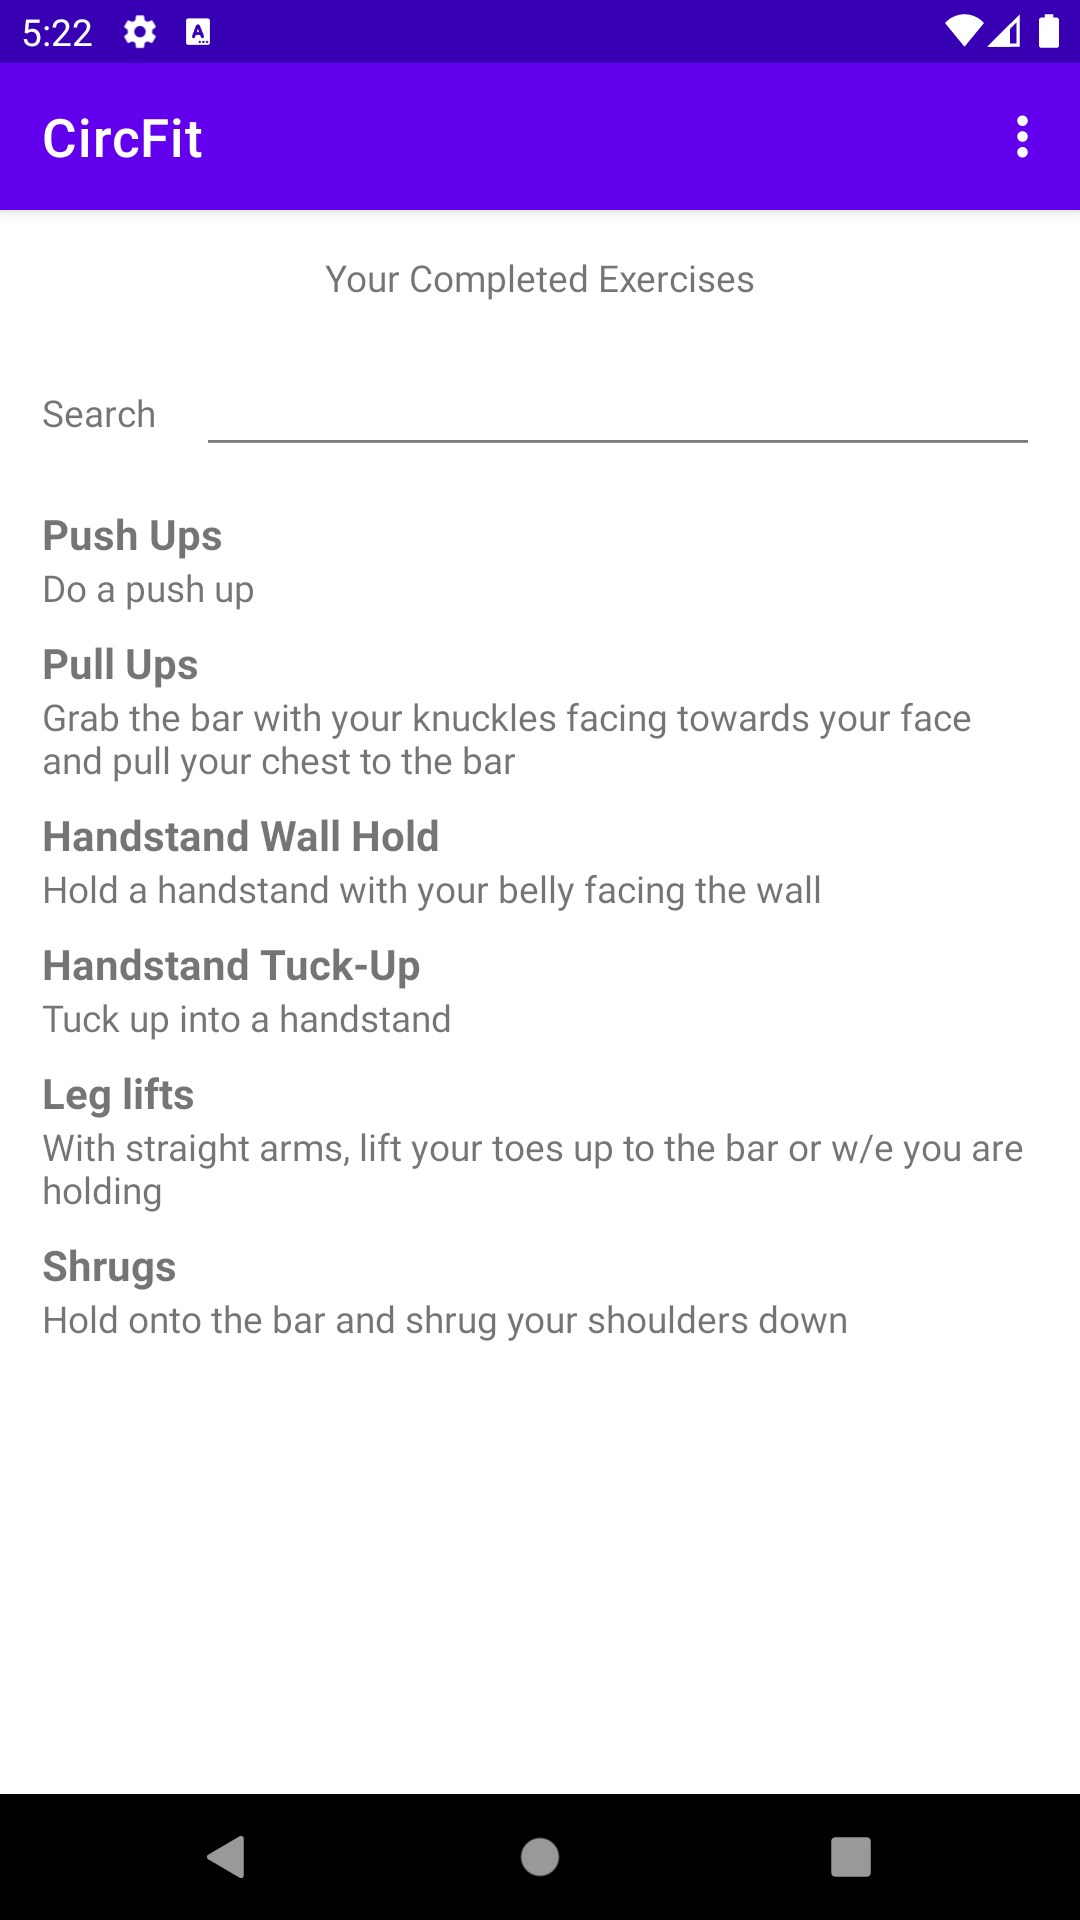 5:22
CircFit
Your Completed Exercises
Search
Push Ups
Do a push up
Pull Ups
Grab the bar with your knuckles facing towards your face
and pull your chest to the bar
Handstand Wall Hold
Hold a handstand with your belly facing the wall
Handstand Tuck-Up
Tuck up into a handstand
Leg lifts
With straight arms, lift your toes up to the bar or w/e you are
holding
Shrugs
Hold onto the bar and shrug your shoulders down